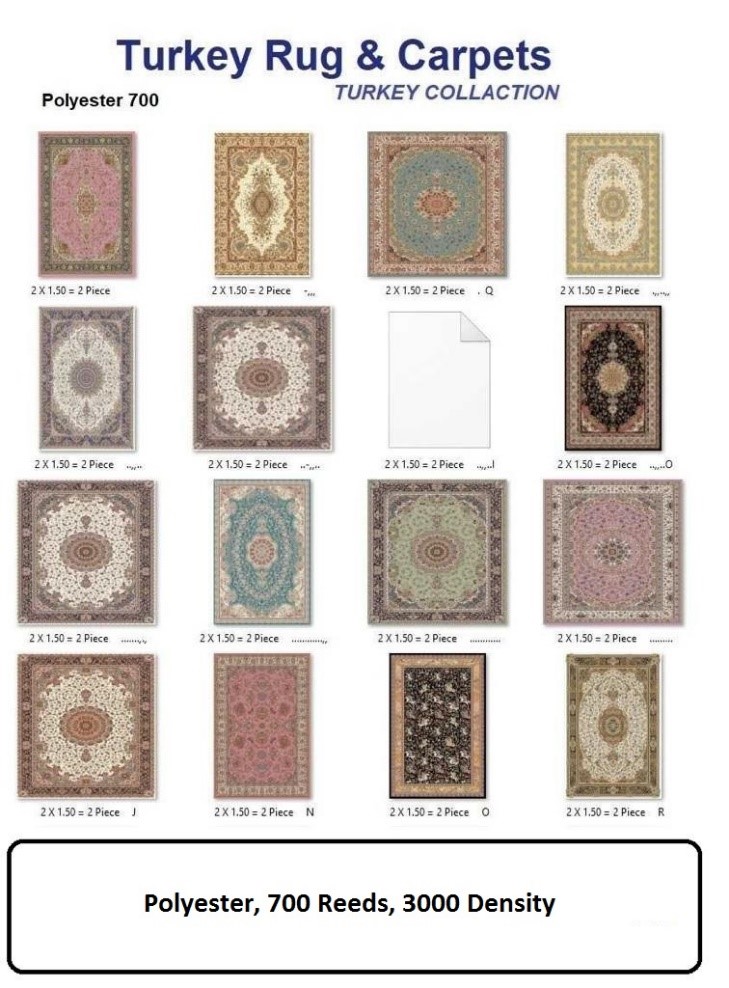 Turkey Rug & Carpets
TURKEY COLLACTION
Polyester 700
2 X 1.50 = 2 Piece
2 X 1.50 = 2 Piece -,,,
2 X 1.50 = 2 Piece . Q
2 X 1.50 = 2 Piece
2 X 1.50 = 2 Piece
2 X 1.50 = 2 Piece
2 X 1.50 = 2 Piece ..,,..I
2 X 1.50 = 2 Piece ..,,..O
2 X 1.50 = 2 Piece
2 X 1.50 = 2 Piece
2 X 1.50 = 2 Piece ............
2 X 1.50 = 2 Piece .........
2 X 1.50 = 2 Piece J
2 X 1.50 = 2 Piece N
2 X 1.50 = 2 Piece O
2 X 1.50 = 2 Piece R
Polyester, 700 Reeds, 3000 Density